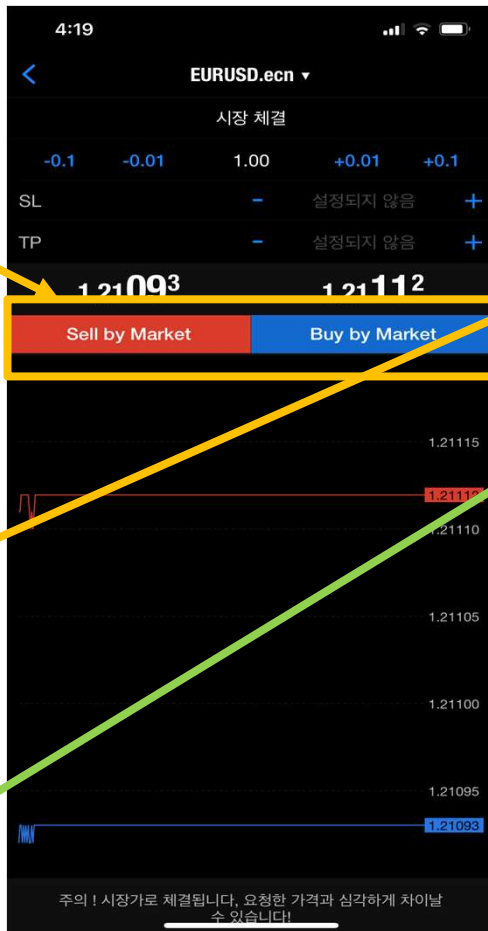 4:19
EURUSD.ecn ▾
시장 체결
-0.1 -0.01 1.00 +0.01 +0.1
SL - 설정되지 않음 +
TP - 설정되지 않음 +
1.21093 1.21112
Sell by Market Buy by Market
1.21115
1.21112
1.21110
1.21105
1.21100
1.21095
1.21093
주의 ! 시장가로 체결됩니다, 요청한 가격과 심각하게 차이날
수 있습니다!